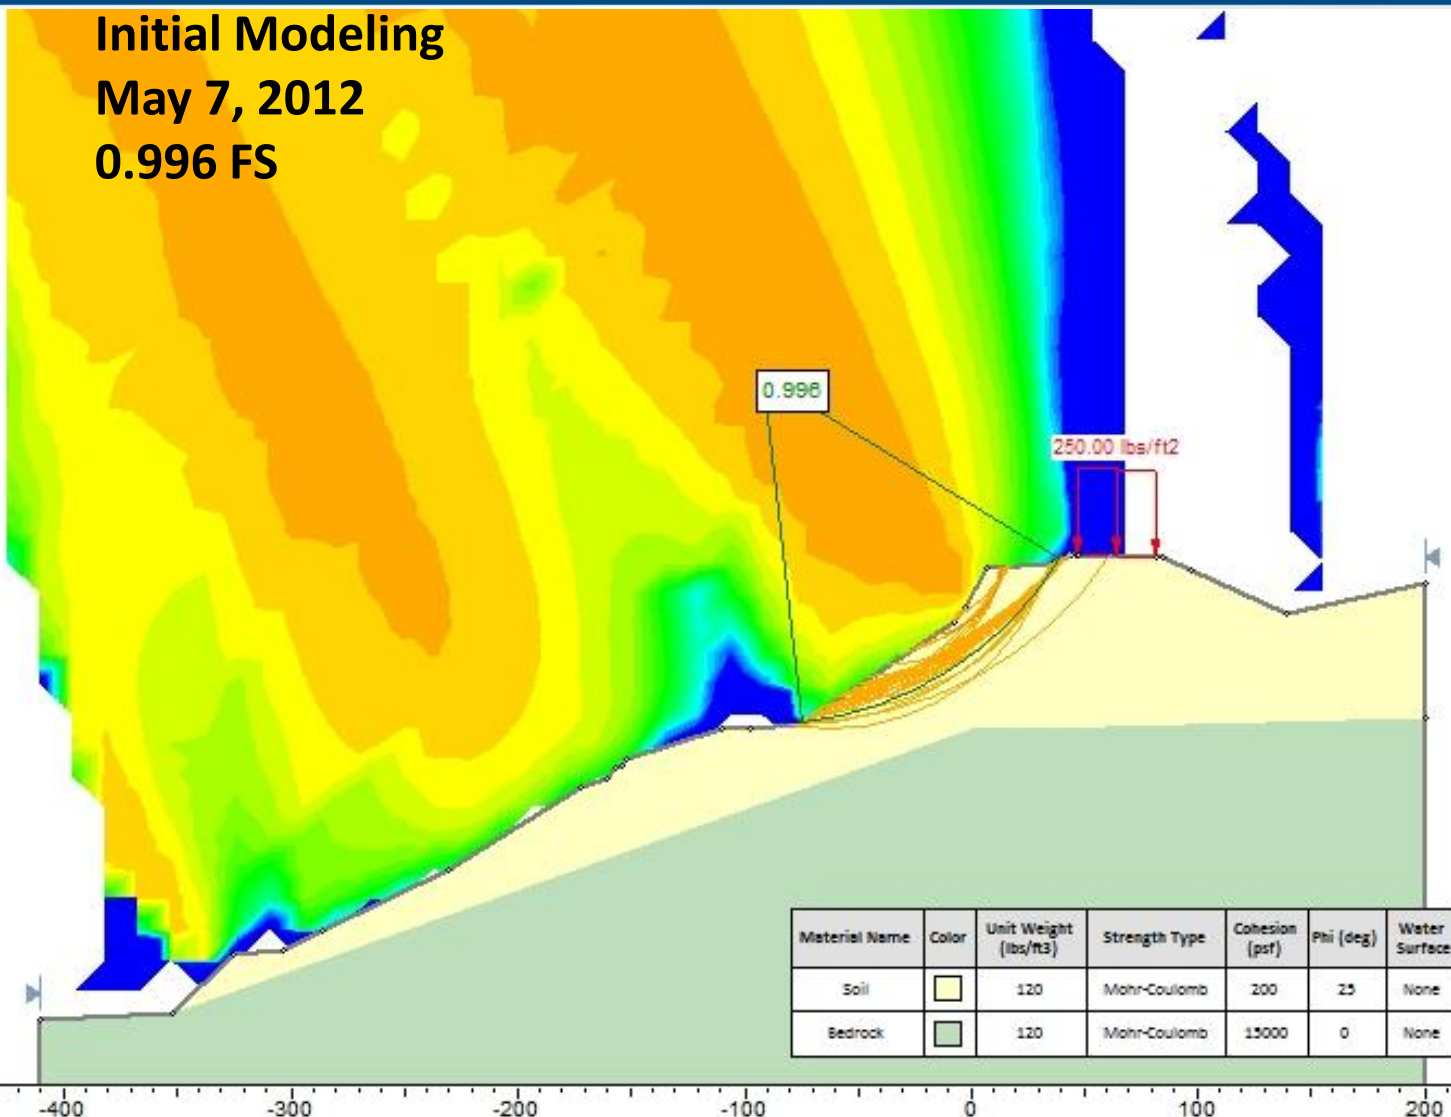 Initial Modeling
May 7, 2012
0.996 FS
0.996
250.00 lbs/ft2
Material Name Color Unit Weight (lbs/ft3) Strength Type Cohesion (psf) Phi (deg) Water Surface
Soil 120 Mohr-Coulomb 200 25 None
Bedrock 120 Mohr-Coulomb 15000 0 None
-400 -300 -200 -100 0 100 200